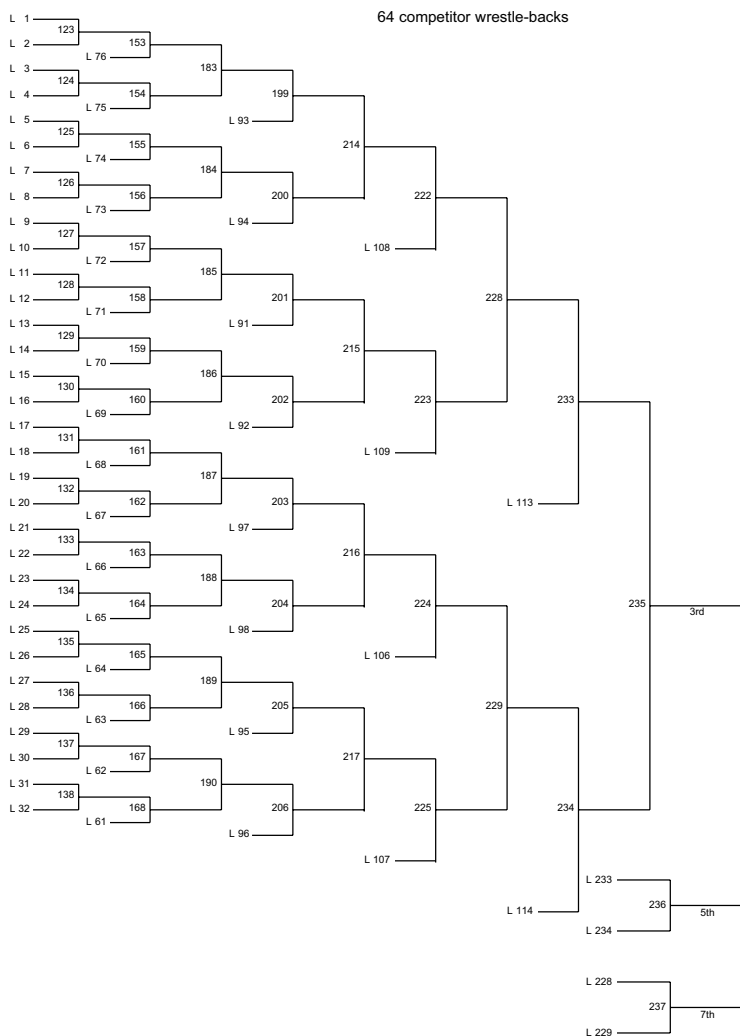 64 competitor wrestle-backs
L 1
123
L 2
153
L 76
183
L 3
124
L 4
154
L 75
199
L 93
L 5
125
L 6
155
L 74
214
L 7
184
126
L 8
156
200
222
L 73
L 9
L 94
127
L 10
157
L 108
L 72
L 11
185
128
L 12
158
201
228
L 71
L 13
L 91
129
L 14
159
215
L 70
L 15
186
130
L 16
160
202
223
233
L 69
L 17
L 92
131
L 18
161
L 109
L 68
L 19
187
132
L 20
162
203
L 113
L 67
L 21
L 97
133
L 22
163
216
L 66
L 23
188
134
L 24
164
204
224
235
3rd
L 65
L 25
L 98
135
L 26
165
L 106
L 64
L 27
189
136
L 28
166
205
229
L 63
L 29
L 95
137
L 30
167
217
L 62
L 31
190
138
L 32
168
206
225
234
L 61
L 96
L 107
L 233
236
5th
L 114
L 234
L 228
237
7th
L 229